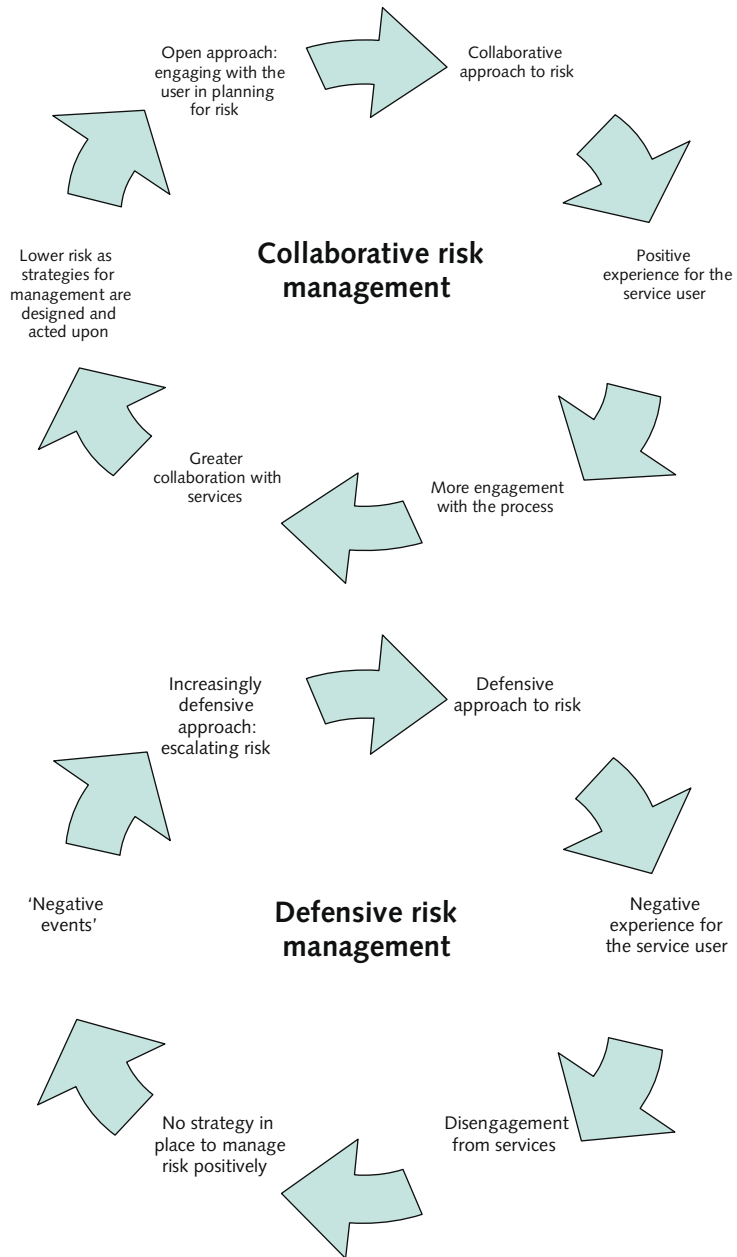 Open approach:
engaging with the
user in planning
for risk
Collaborative
approach to risk
Collaborative risk
management
Positive
experience for the
service user
More engagement
with the process
Greater
collaboration with
services
Lower risk as
strategies for
management are
designed and
acted upon
Increasingly
defensive
approach:
escalating risk
Defensive
approach to risk
Defensive risk
management
Negative
experience for
the service user
Disengagement
from services
No strategy in
place to manage
risk positively
‘Negative
events’